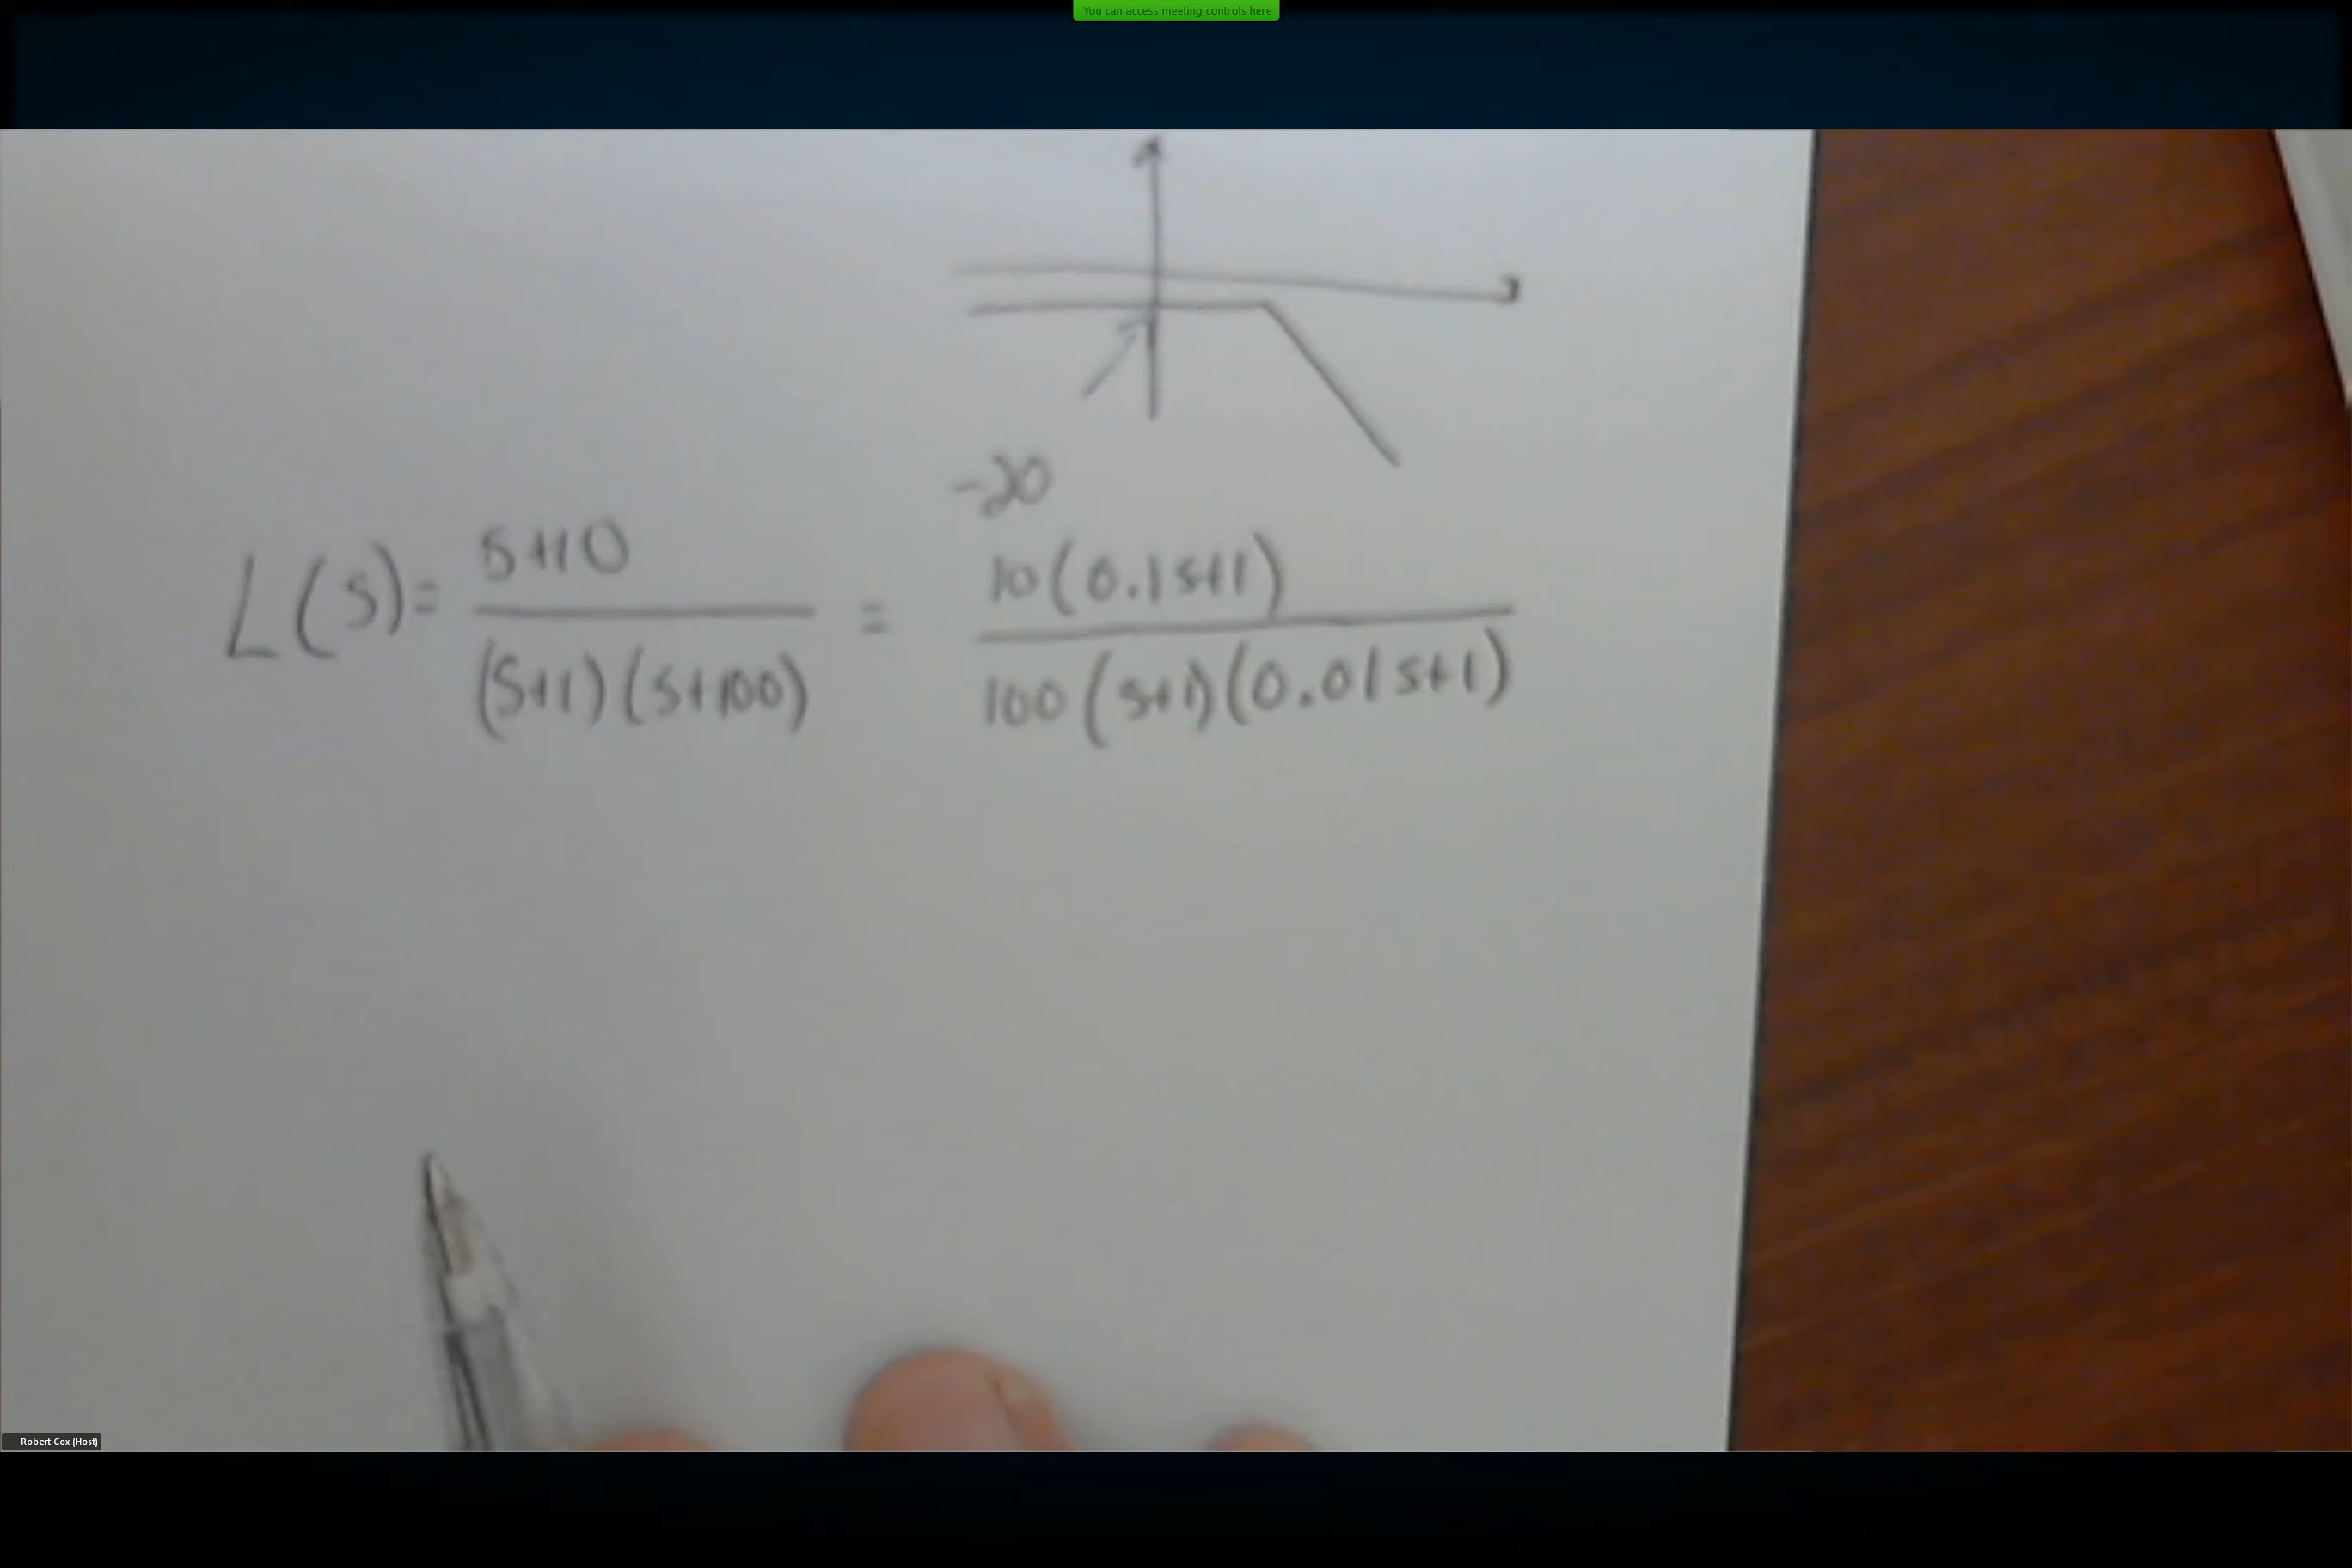 You can access meeting controls here
-20
L(s)= s+10 / (s+1)(s+100) = 10(0.1s+1) / 100(s+1)(0.01s+1)
Robert Cox (Host)